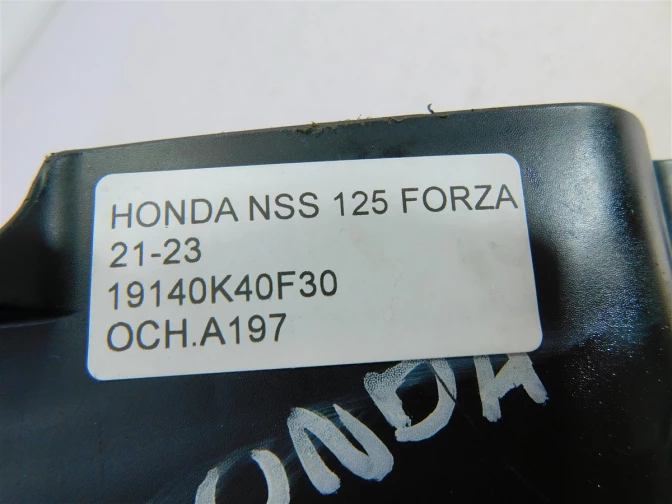 HONDA NSS 125 FORZA
21-23
19140K40F30
OCH.A197
ONDA